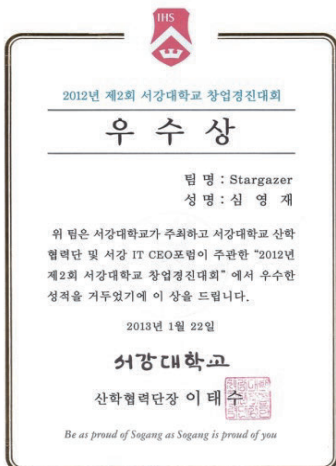 IHS
2012년 제2회 서강대학교 창업경진대회
우 수 상
팀 명 : Stargazer
성 명 : 심 영 재
위 팀은 서강대학교가 주최하고 서강대학교 산학
협력단 및 서강 IT CEO포럼이 주관한 “2012년
제2회 서강대학교 창업경진대회” 에서 우수한
성적을 거두었기에 이 상을 드립니다.
2013년 1월 22일
서강대학교
산학협력단장 이 태 수
Be as proud of Sogang as Sogang is proud of you